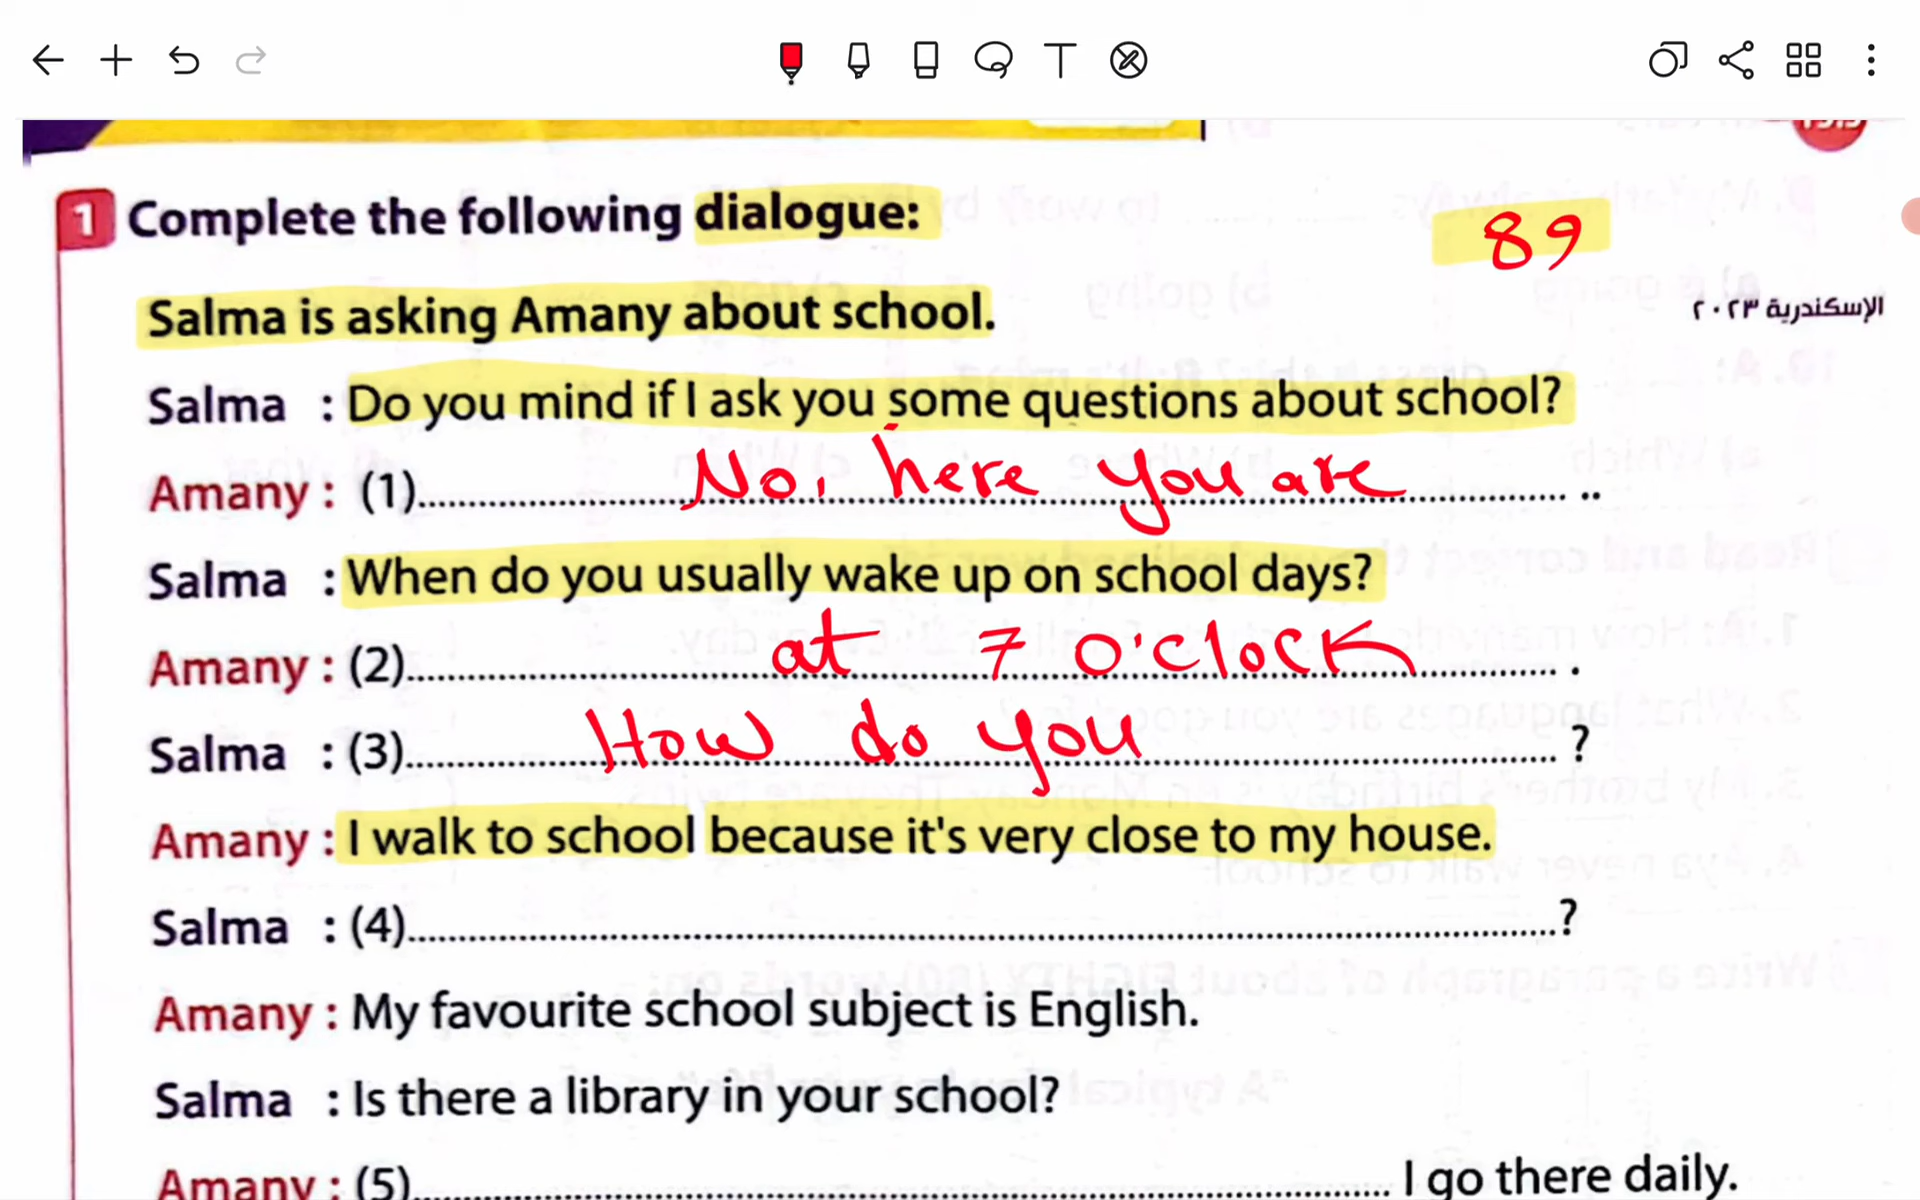 1 Complete the following dialogue:
89
Salma is asking Amany about school.
الإسكندرية ٢٠٢٣
Salma : Do you mind if I ask you some questions about school?
Amany : (1) No, here you are ..
Salma : When do you usually wake up on school days?
Amany : (2) at 7 o'clock .
Salma : (3) How do you ?
Amany : I walk to school because it's very close to my house.
Salma : (4) ?
Amany : My favourite school subject is English.
Salma : Is there a library in your school?
Amany : (5) I go there daily.